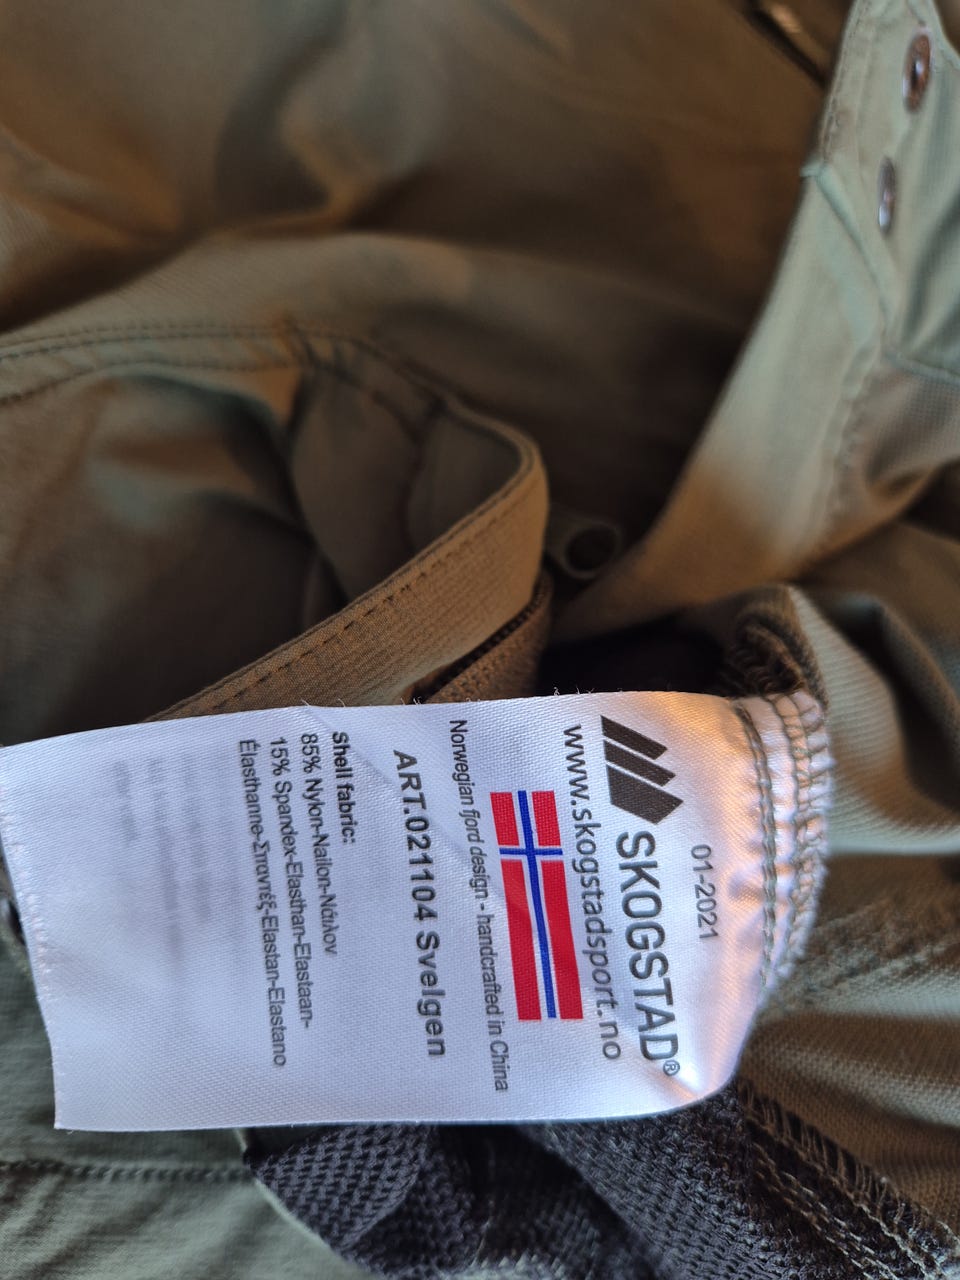 01-2021
SKOGSTAD®
www.skogstadsport.no
Norwegian fjord design - handcrafted in China
ART.021104 Svelgen
Shell fabric:
85% Nylon-Nailon-Νάιλον
15% Spandex-Elasthan-Elastaan-
Élasthanne-Σπαντέξ-Elastan-Elastano